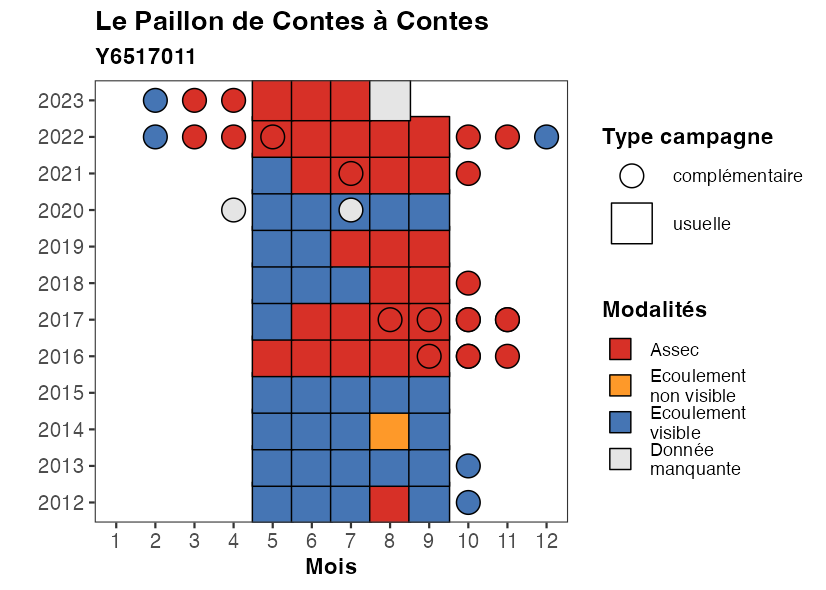 Le Paillon de Contes à Contes
Y6517011
2023
2022
2021
2020
2019
2018
2017
2016
2015
2014
2013
2012
1 2 3 4 5 6 7 8 9 10 11 12
Mois
Type campagne
complémentaire
usuelle
Modalités
Assec
Ecoulement
non visible
Ecoulement
visible
Donnée
manquante